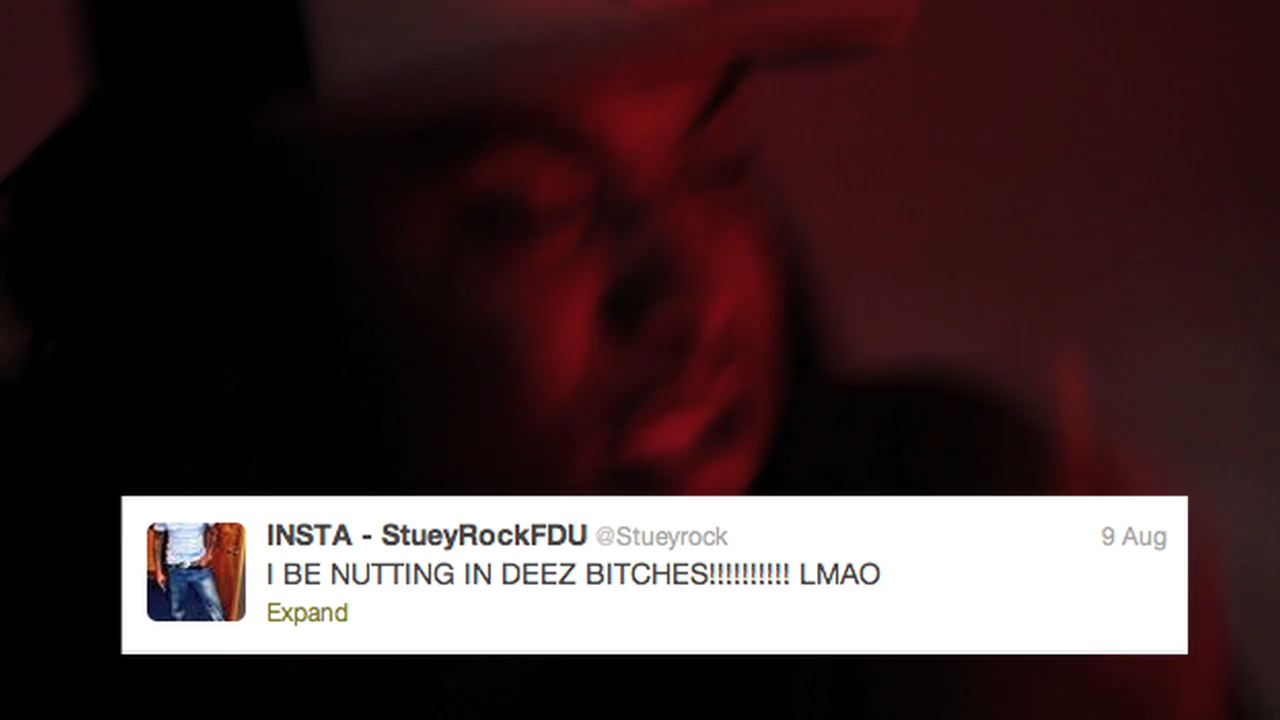 INSTA - StueyRockFDU @Stueyrock 9 Aug
I BE NUTTING IN DEEZ BITCHES!!!!!!!!!! LMAO
Expand